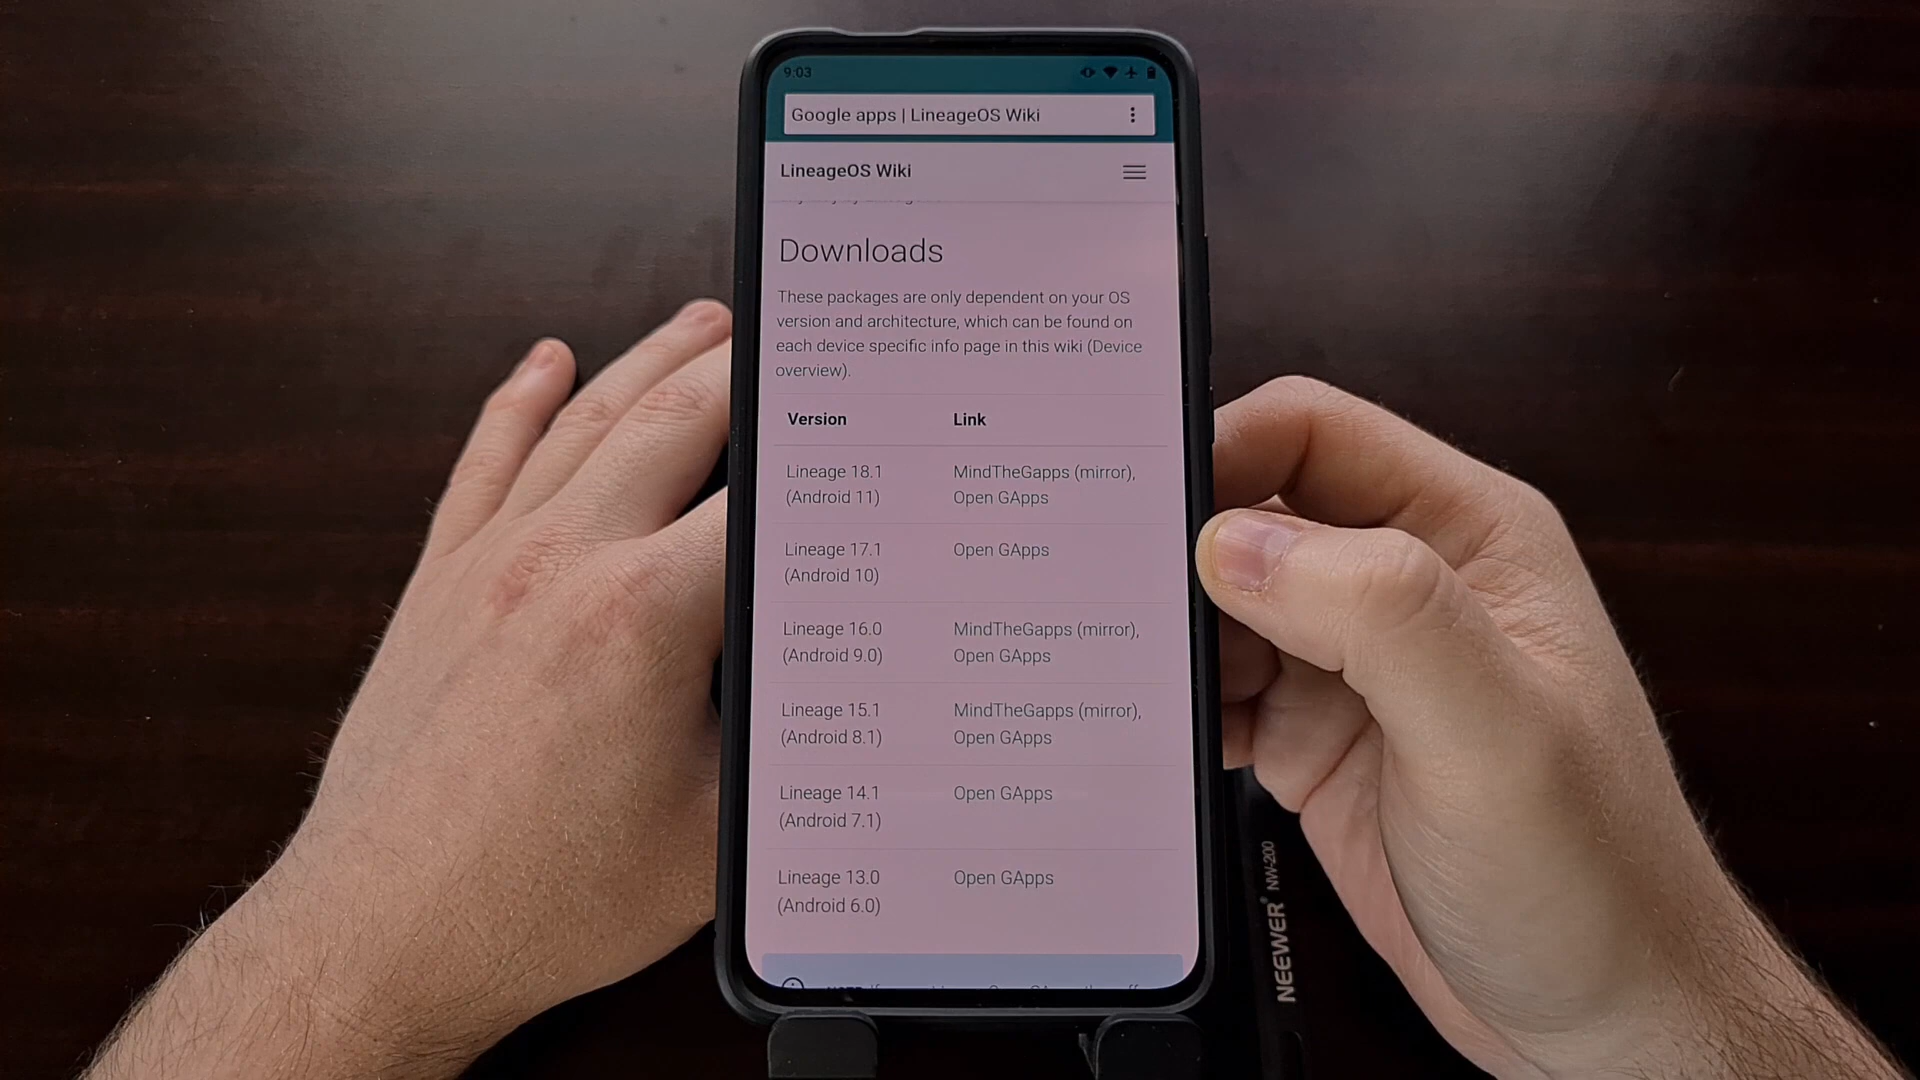 9:03
Google apps | LineageOS Wiki
LineageOS Wiki
Downloads
These packages are only dependent on your OS
version and architecture, which can be found on
each device specific info page in this wiki (Device
overview).
Version Link
Lineage 18.1 MindTheGapps (mirror),
(Android 11) Open GApps
Lineage 17.1 Open GApps
(Android 10)
Lineage 16.0 MindTheGapps (mirror),
(Android 9.0) Open GApps
Lineage 15.1 MindTheGapps (mirror),
(Android 8.1) Open GApps
Lineage 14.1 Open GApps
(Android 7.1)
Lineage 13.0 Open GApps
(Android 6.0)
NEEWER® NW-200